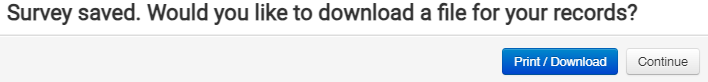 Survey saved. Would you like to download a file for your records?
Print / Download Continue